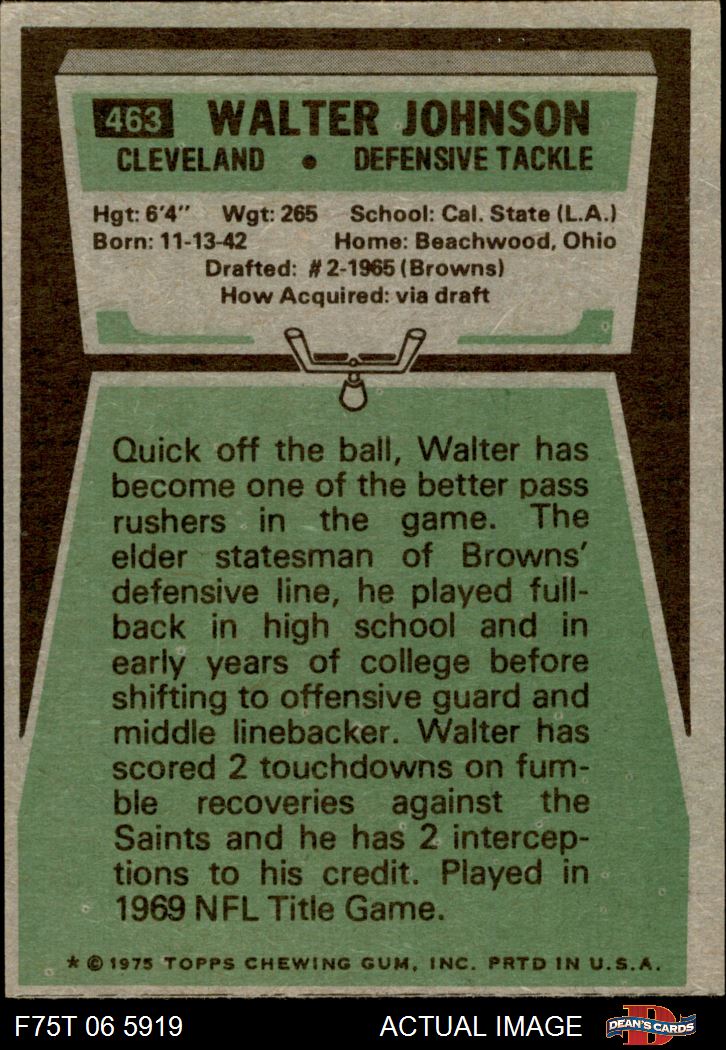 463 WALTER JOHNSON
CLEVELAND • DEFENSIVE TACKLE
Hgt: 6'4" Wgt: 265 School: Cal. State (L.A.)
Born: 11-13-42 Home: Beachwood, Ohio
Drafted: #2-1965 (Browns)
How Acquired: via draft
Quick off the ball, Walter has
become one of the better pass
rushers in the game. The
elder statesman of Browns'
defensive line, he played full-
back in high school and in
early years of college before
shifting to offensive guard and
middle linebacker. Walter has
scored 2 touchdowns on fum-
ble recoveries against the
Saints and he has 2 intercep-
tions to his credit. Played in
1969 NFL Title Game.
* © 1975 TOPPS CHEWING GUM, INC. PRTD IN U.S.A.
F75T 06 5919 ACTUAL IMAGE D DEAN'S CARDS